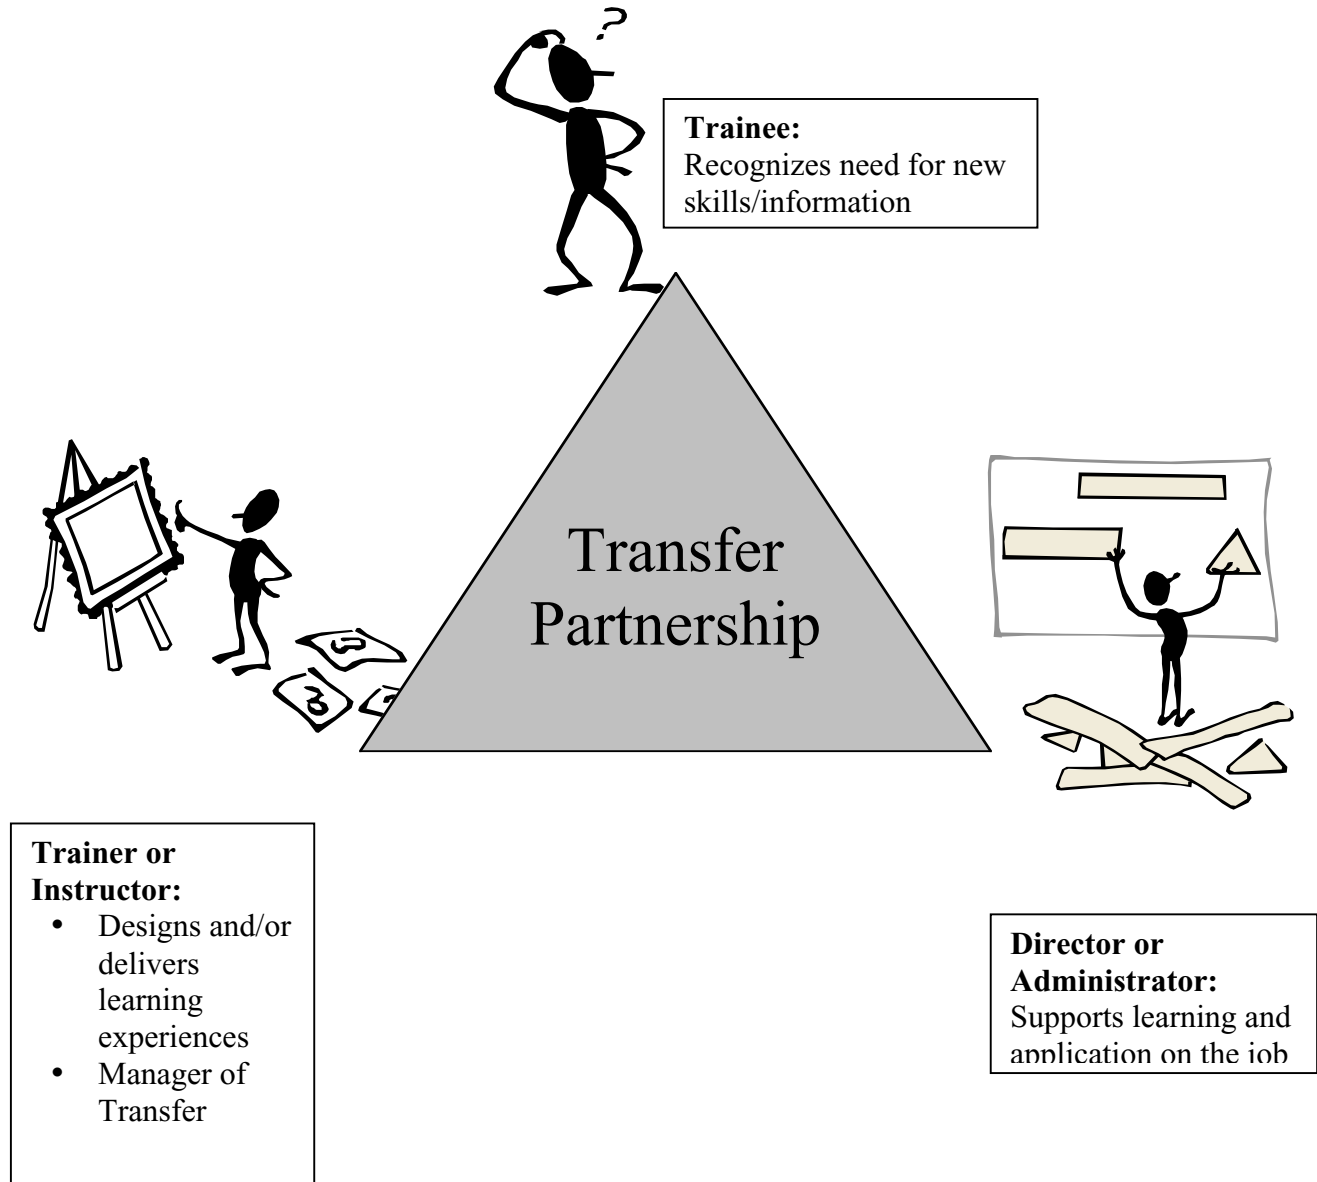 ?
Trainee:
Recognizes need for new
skills/information
Transfer
Partnership
Trainer or
Instructor:
• Designs and/or
delivers
learning
experiences
• Manager of
Transfer
Director or
Administrator:
Supports learning and
application on the job